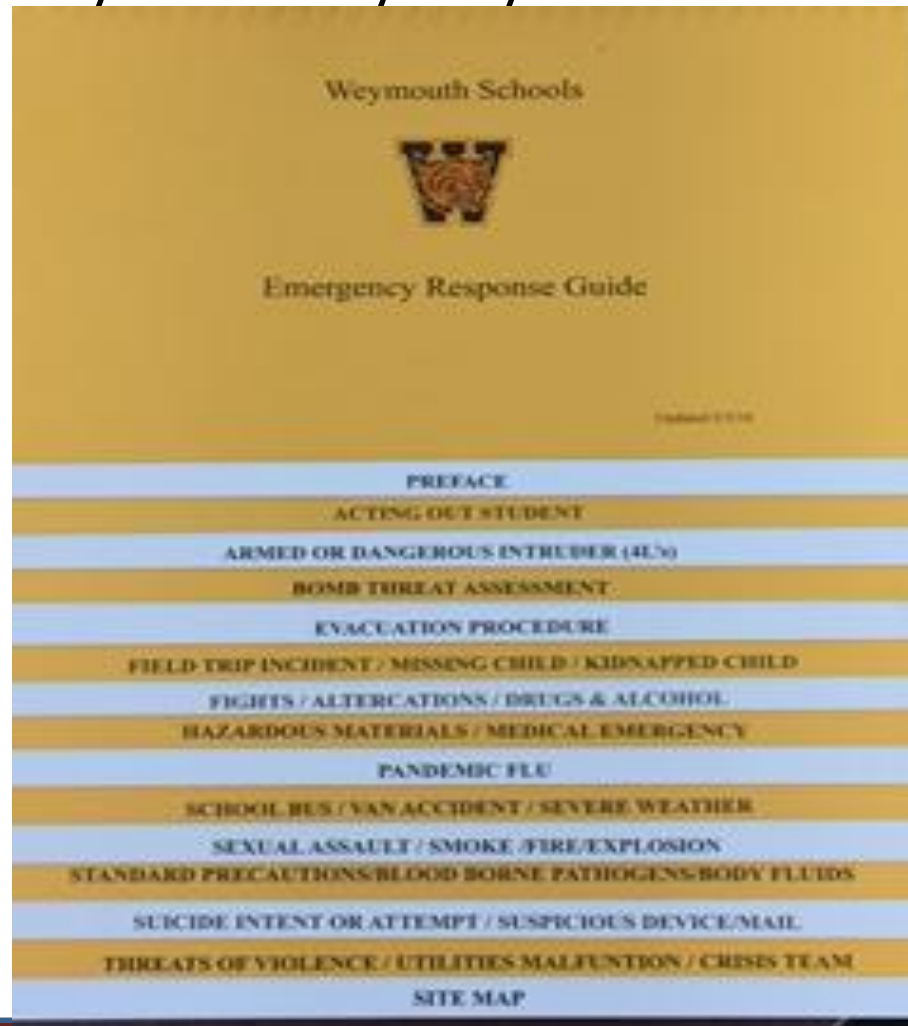 Weymouth Schools
W
Emergency Response Guide
Updated
PREFACE
ACTING OUT STUDENT
ARMED OR DANGEROUS INTRUDER (4L's)
BOMB THREAT ASSESSMENT
EVACUATION PROCEDURE
FIELD TRIP INCIDENT / MISSING CHILD / KIDNAPPED CHILD
FIGHTS / ALTERCATIONS / DRUGS & ALCOHOL
HAZARDOUS MATERIALS / MEDICAL EMERGENCY
PANDEMIC FLU
SCHOOL BUS / VAN ACCIDENT / SEVERE WEATHER
SEXUAL ASSAULT / SMOKE /FIRE/EXPLOSION
STANDARD PRECAUTIONS/BLOOD BORNE PATHOGENS/BODY FLUIDS
SUICIDE INTENT OR ATTEMPT / SUSPICIOUS DEVICE/MAIL
THREATS OF VIOLENCE / UTILITIES MALFUNTION / CRISIS TEAM
SITE MAP